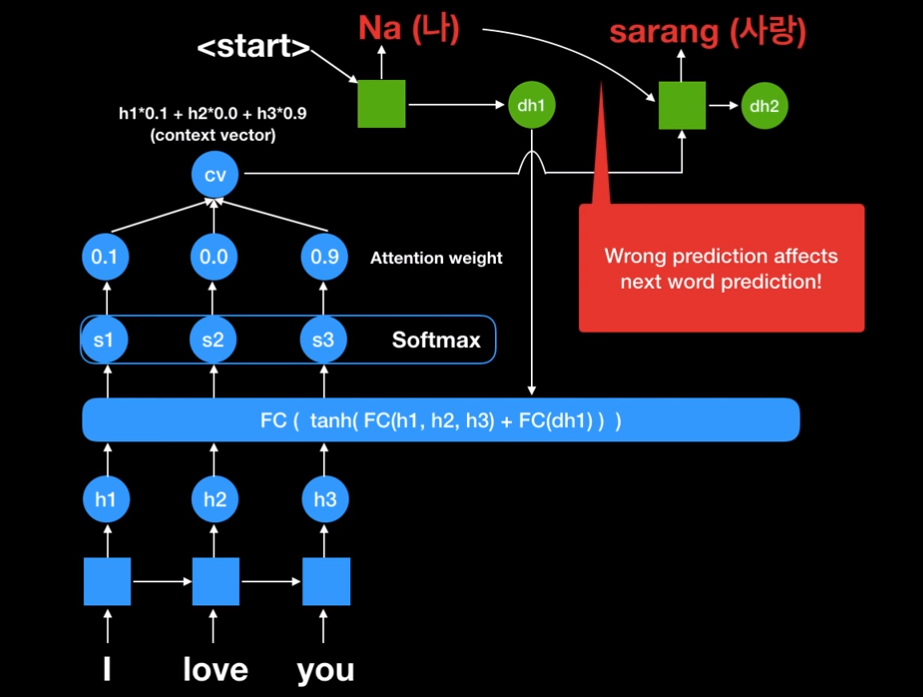 Na (나)
sarang (사랑)
<start>
dh1
dh2
h1*0.1 + h2*0.0 + h3*0.9
(context vector)
cv
0.1
0.0
0.9
Attention weight
Wrong prediction affects
next word prediction!
s1
s2
s3
Softmax
FC ( tanh( FC(h1, h2, h3) + FC(dh1) ) )
h1
h2
h3
I
love
you